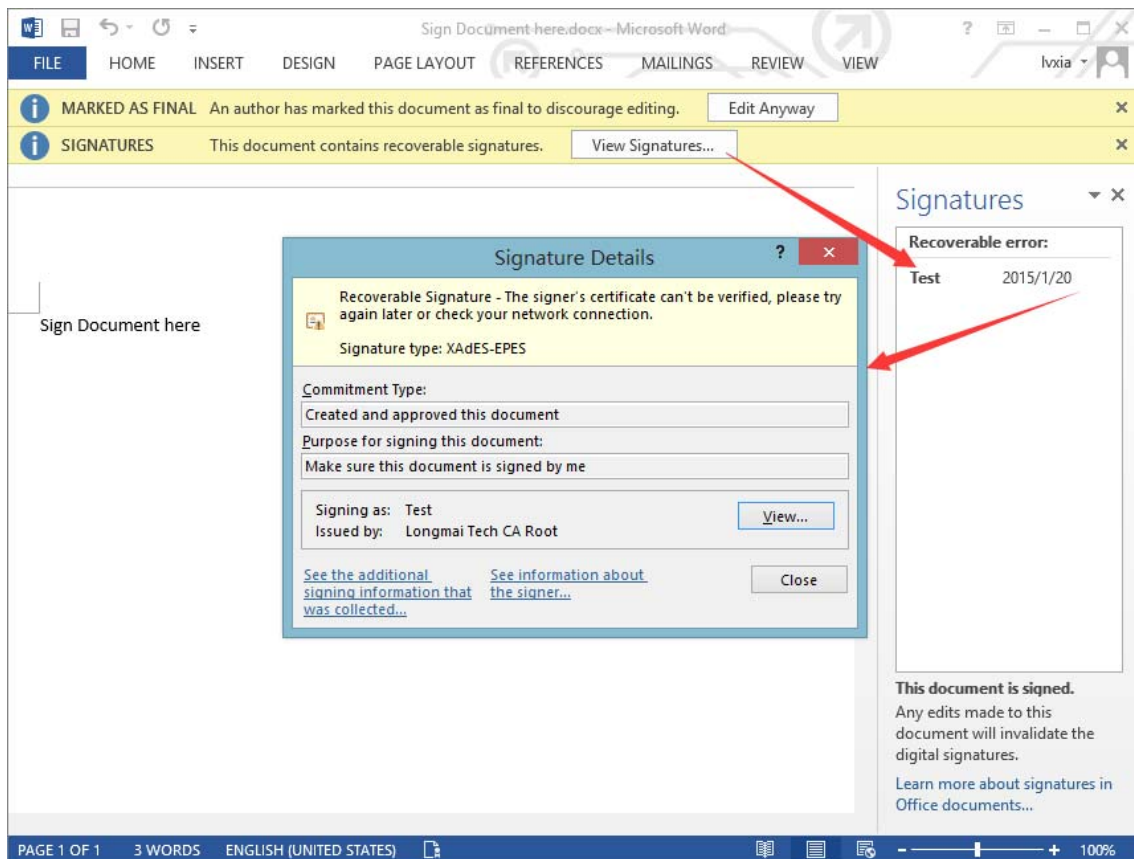 Sign Document here.docx - Microsoft Word
?
FILE HOME INSERT DESIGN PAGE LAYOUT REFERENCES MAILINGS REVIEW VIEW lvxia
MARKED AS FINAL An author has marked this document as final to discourage editing. Edit Anyway
SIGNATURES This document contains recoverable signatures. View Signatures...
Sign Document here
Signature Details
?
Recoverable Signature - The signer's certificate can't be verified, please try
again later or check your network connection.
Signature type: XAdES-EPES
Commitment Type:
Created and approved this document
Purpose for signing this document:
Make sure this document is signed by me
Signing as: Test
Issued by: Longmai Tech CA Root
View...
See the additional
signing information that
was collected...
See information about
the signer...
Close
Signatures
Recoverable error:
Test 2015/1/20
This document is signed.
Any edits made to this
document will invalidate the
digital signatures.
Learn more about signatures in
Office documents...
PAGE 1 OF 1 3 WORDS ENGLISH (UNITED STATES) 100%